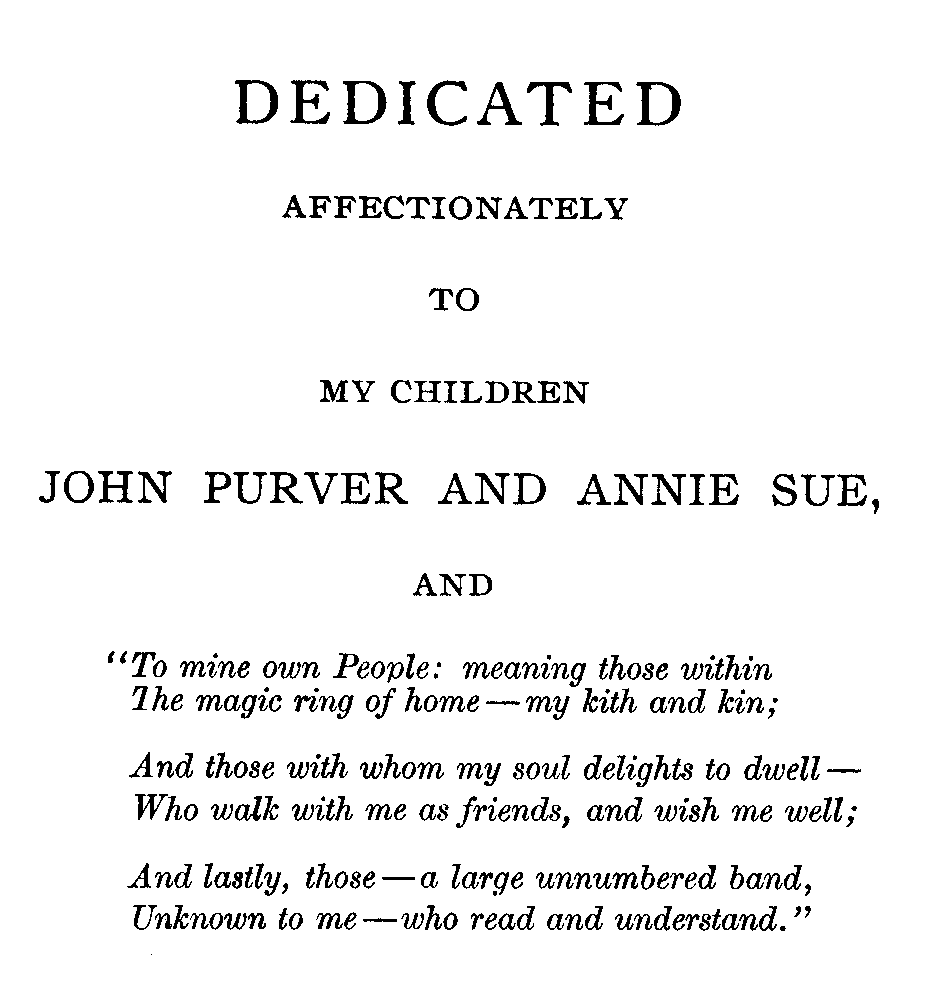 DEDICATED
AFFECTIONATELY
TO
MY CHILDREN
JOHN PURVER AND ANNIE SUE,
AND
“To mine own People: meaning those within
The magic ring of home—my kith and kin;
And those with whom my soul delights to dwell—
Who walk with me as friends, and wish me well;
And lastly, those—a large unnumbered band,
Unknown to me—who read and understand.”